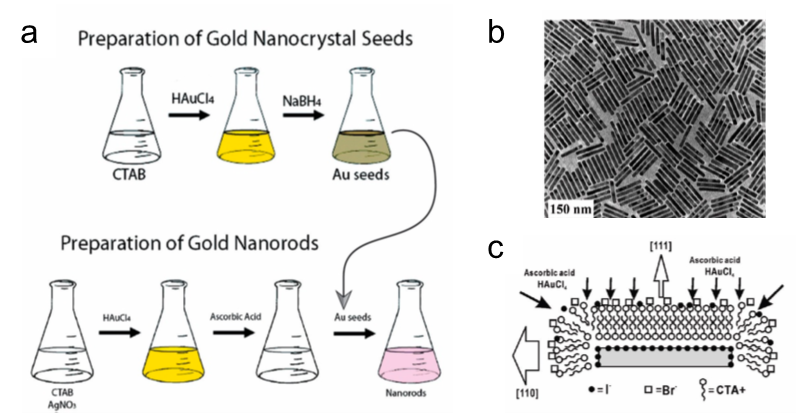 a
Preparation of Gold Nanocrystal Seeds
HAuCl4
NaBH4
CTAB
Au seeds
Preparation of Gold Nanorods
HAuCl4
Ascorbic Acid
Au seeds
CTAB
AgNO3
Nanorods
b
150 nm
c
[111]
Ascorbic acid
HAuCl4
Ascorbic acid
HAuCl4
[110]
=I- =Br- =CTA+